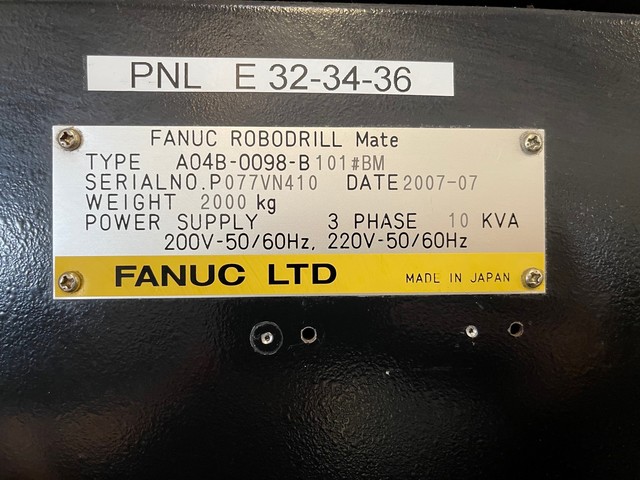 PNL E 32-34-36
FANUC ROBODRILL Mate
TYPE A04B-0098-B101#BM
SERIALNO.P077VN410 DATE 2007-07
WEIGHT 2000 kg
POWER SUPPLY 3 PHASE 10 KVA
200V-50/60Hz, 220V-50/60Hz
FANUC LTD MADE IN JAPAN